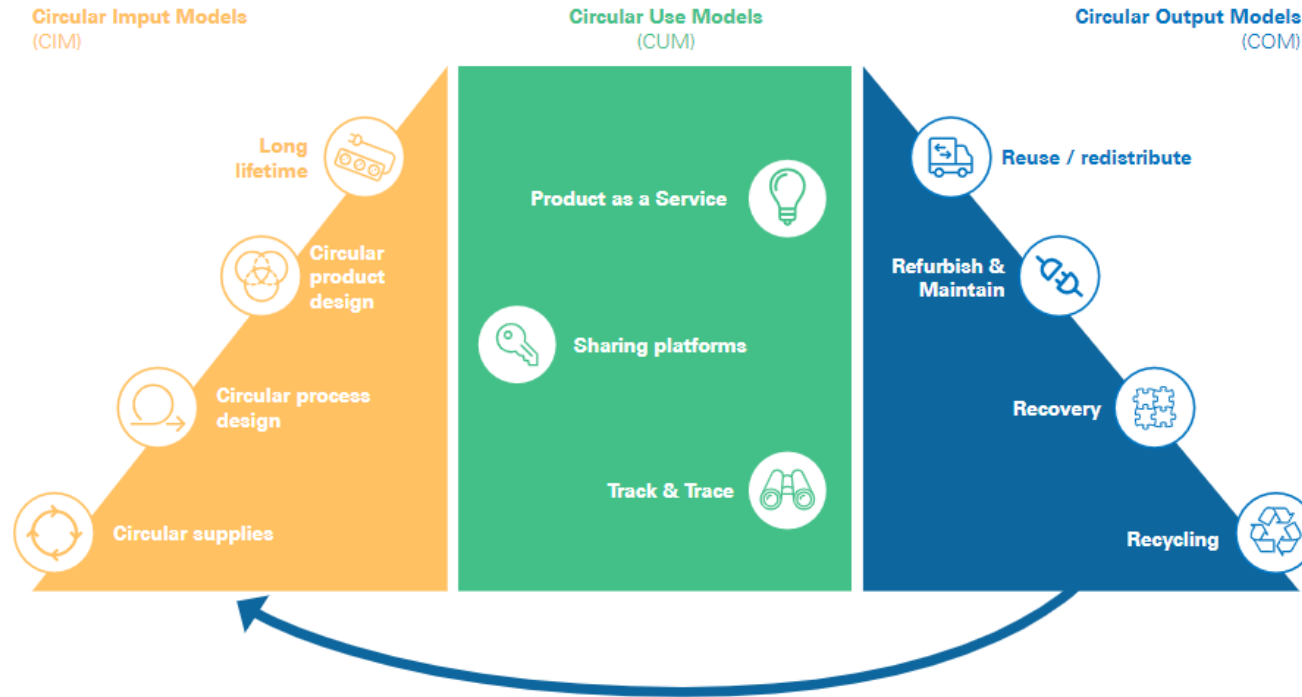 Circular Imput Models
(CIM)
Circular Use Models
(CUM)
Circular Output Models
(COM)
Long
lifetime
Circular
product
design
Circular process
design
Circular supplies
Product as a Service
Sharing platforms
Track & Trace
Reuse / redistribute
Refurbish &
Maintain
Recovery
Recycling